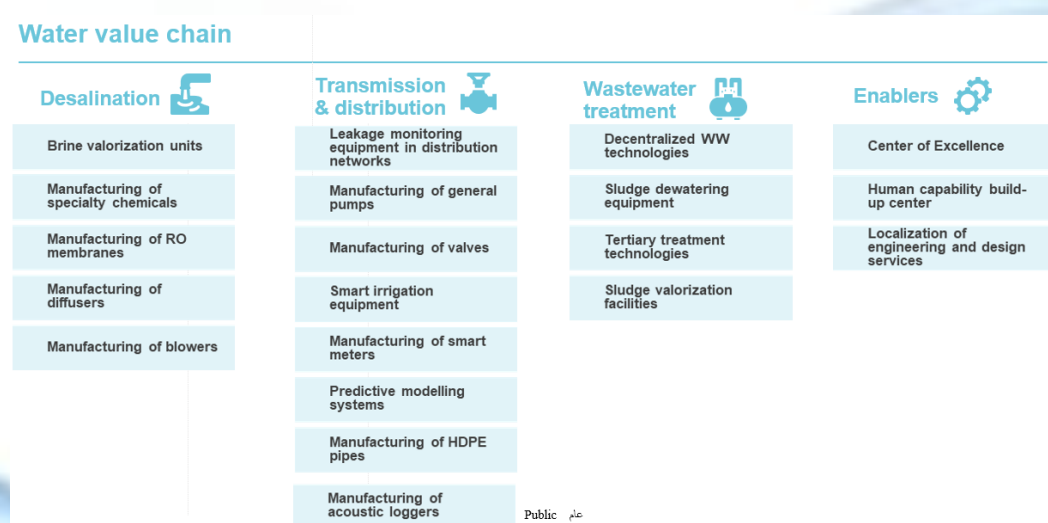 Water value chain
Desalination
Brine valorization units
Manufacturing of
specialty chemicals
Manufacturing of RO
membranes
Manufacturing of
diffusers
Manufacturing of blowers
Transmission
& distribution
Leakage monitoring
equipment in distribution
networks
Manufacturing of general
pumps
Manufacturing of valves
Smart irrigation
equipment
Manufacturing of smart
meters
Predictive modelling
systems
Manufacturing of HDPE
pipes
Manufacturing of
acoustic loggers
Wastewater
treatment
Decentralized WW
technologies
Sludge dewatering
equipment
Tertiary treatment
technologies
Sludge valorization
facilities
Enablers
Center of Excellence
Human capability build-
up center
Localization of
engineering and design
services
Public عام